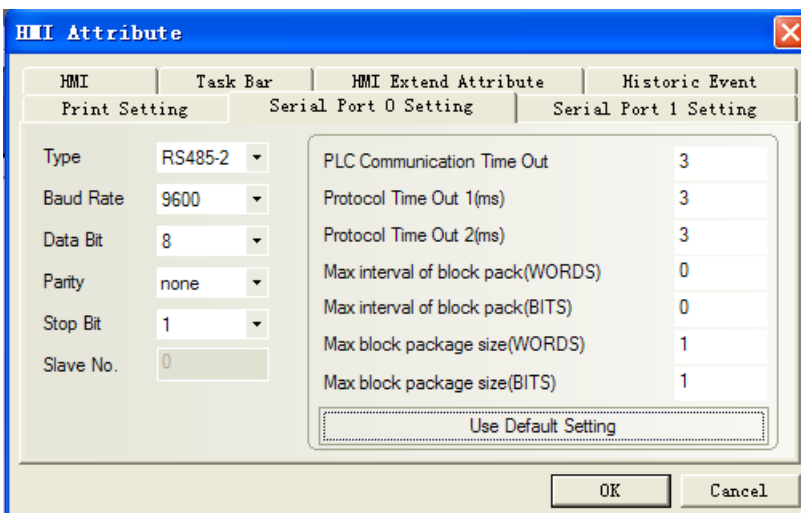 HMI Attribute
HMI Task Bar HMI Extend Attribute Historic Event
Print Setting Serial Port 0 Setting Serial Port 1 Setting
Type RS485-2
Baud Rate 9600
Data Bit 8
Parity none
Stop Bit 1
Slave No. 0
PLC Communication Time Out 3
Protocol Time Out 1(ms) 3
Protocol Time Out 2(ms) 3
Max interval of block pack(WORDS) 0
Max interval of block pack(BITS) 0
Max block package size(WORDS) 1
Max block package size(BITS) 1
Use Default Setting
OK Cancel